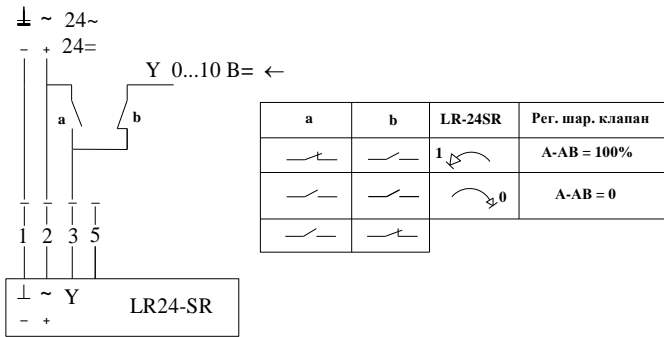 ⊥ ~ 24~
– + 24=
Y 0...10 В= ←
a b
1 2 3 5
⊥ ~ Y
– +
LR24-SR
a b LR-24SR Рег. шар. клапан
1 A-AB = 100%
0 A-AB = 0